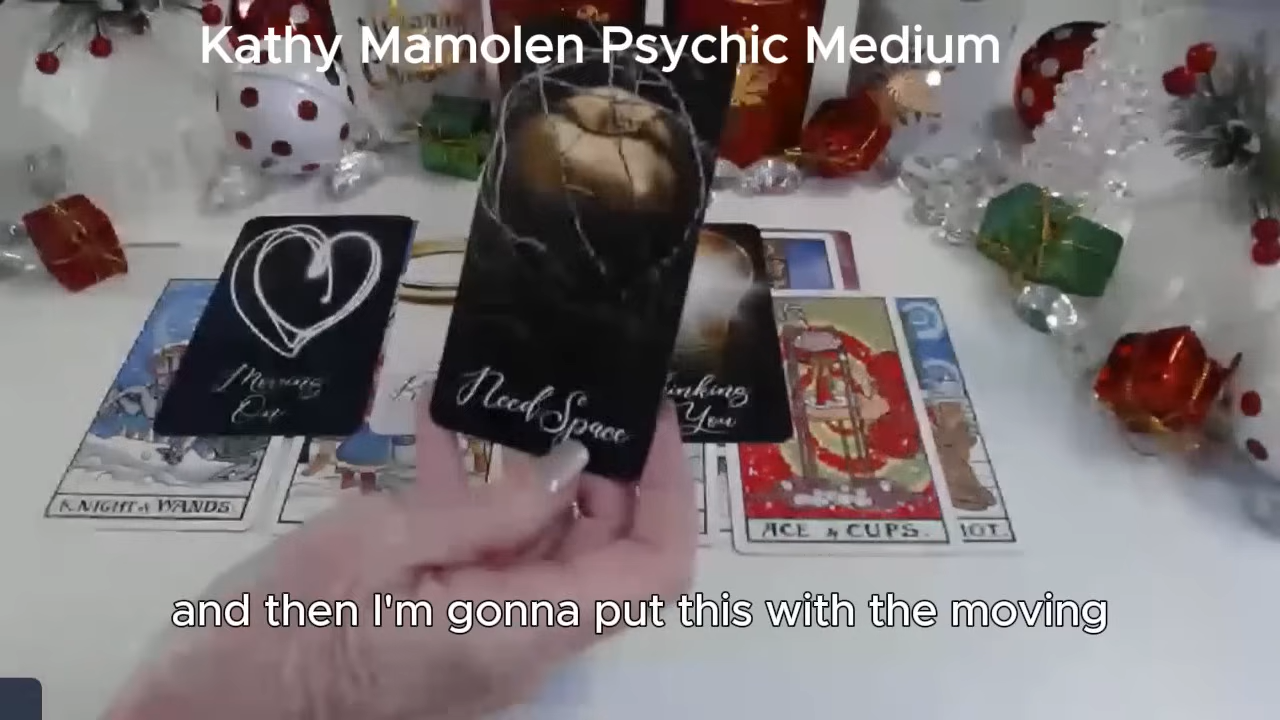 Kathy Mamolen Psychic Medium
Moving
On
Need Space
inking
You
KNIGHT of WANDS.
ACE of CUPS.
IOT.
and then I'm gonna put this with the moving